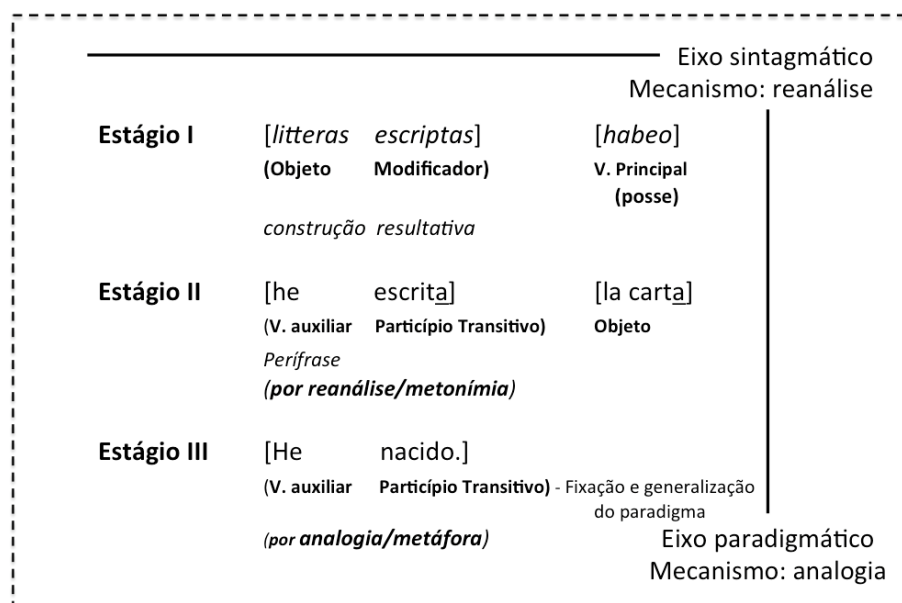 Eixo sintagmático
Mecanismo: reanálise
Estágio I [litteras escriptas] [habeo]
(Objeto Modificador) V. Principal
(posse)
construção resultativa
Estágio II [he escrita] [la carta]
(V. auxiliar Particípio Transitivo) Objeto
Perífrase
(por reanálise/metonímia)
Estágio III [He nacido.]
(V. auxiliar Particípio Transitivo) - Fixação e generalização
do paradigma
(por analogia/metáfora)
Eixo paradigmático
Mecanismo: analogia